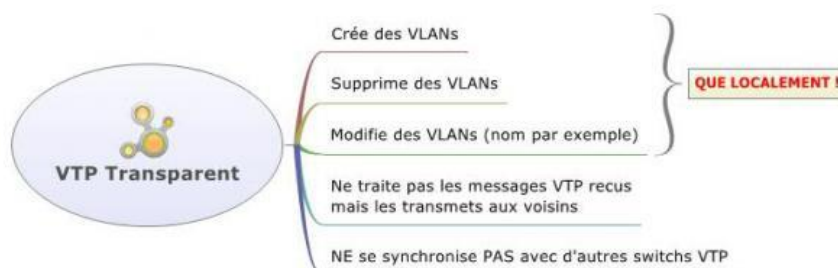 VTP Transparent
Crée des VLANs
Supprime des VLANs
Modifie des VLANs (nom par exemple)
QUE LOCALEMENT !
Ne traite pas les messages VTP recus
mais les transmets aux voisins
NE se synchronise PAS avec d'autres switchs VTP